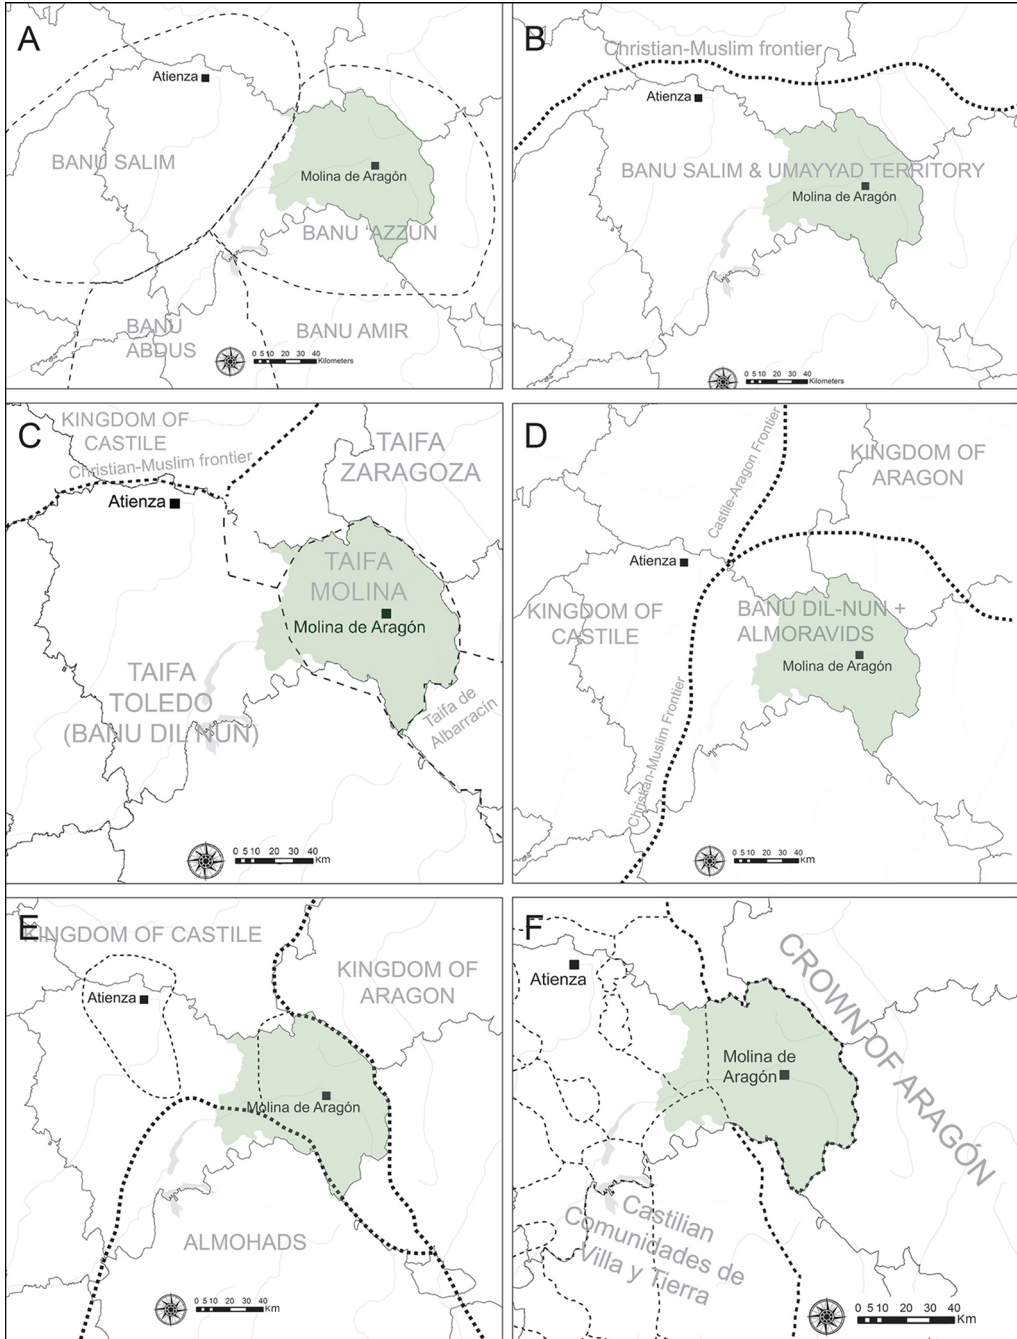 A
Atienza
BANU SALIM
Molina de Aragón
BANU 'AZZUN
BANU
ABDUS
BANU AMIR
0 5 10 20 30 40
Kilometers
B
Christian-Muslim frontier
Atienza
BANU SALIM & UMAYYAD TERRITORY
Molina de Aragón
0 5 10 20 30 40
Kilometers
C
KINGDOM OF
CASTILE
Christian-Muslim frontier
Atienza
TAIFA
ZARAGOZA
TAIFA
MOLINA
Molina de Aragón
TAIFA
TOLEDO
(BANU DIL NUN)
Taifa de
Albarracín
0 5 10 20 30 40
Km
D
Castile-Aragon Frontier
KINGDOM OF
ARAGON
Atienza
KINGDOM OF
CASTILE
BANU DIL-NUN +
ALMORAVIDS
Molina de Aragón
Christian-Muslim Frontier
0 5 10 20 30 40
Km
E
KINGDOM OF CASTILE
KINGDOM OF
ARAGON
Atienza
Molina de Aragón
ALMOHADS
0 5 10 20 30 40
Km
F
Atienza
CROWN OF ARAGÓN
Molina de
Aragón
Castilian
Comunidades de
Villa y Tierra
0 5 10 20 30 40
Km